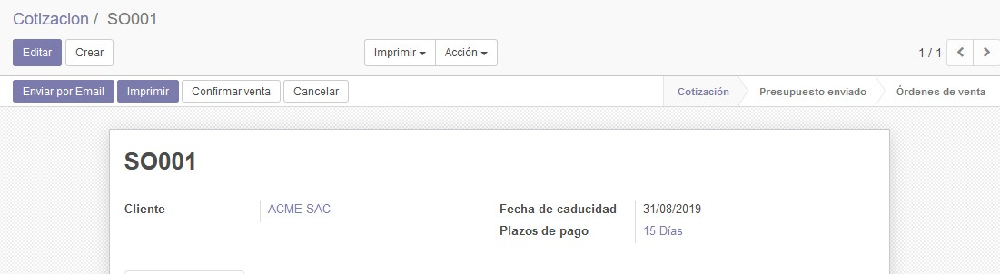 Cotizacion / SO001
Editar Crear Imprimir Acción 1 / 1
Enviar por Email Imprimir Confirmar venta Cancelar Cotización Presupuesto enviado Órdenes de venta
SO001
Cliente ACME SAC Fecha de caducidad 31/08/2019
Plazos de pago 15 Días